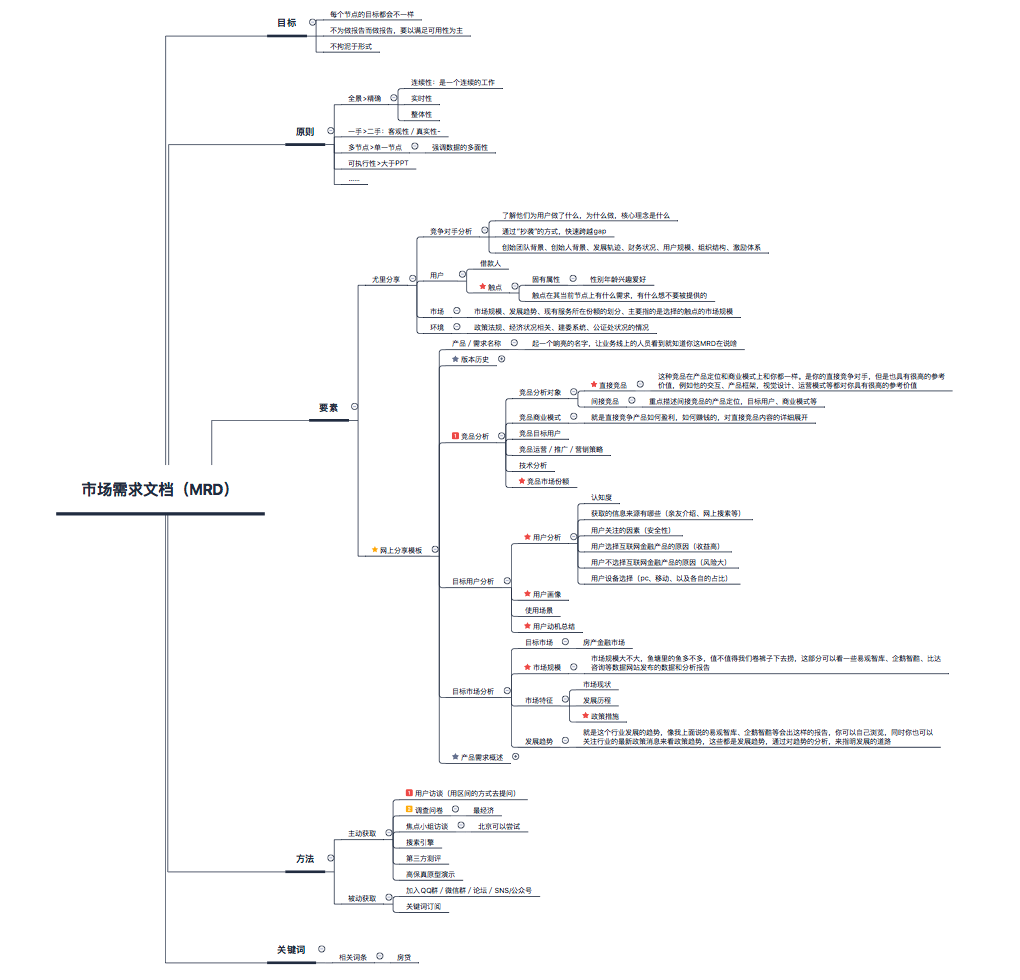 目标
每个节点的目标都会不一样
不为做报告而做报告，要以满足可用性为主
不拘泥于形式
原则
全景>精确
连续性：是一个连续的工作
实时性
整体性
一手>二手：客观性 / 真实性-
多节点>单一节点
强调数据的多面性
可执行性>大于PPT
......
市场需求文档（MRD）
要素
尤里分享
竞争对手分析
了解他们为用户做了什么，为什么做，核心理念是什么
通过"抄袭"的方式，快速跨越gap
创始团队背景、创始人背景、发展轨迹、财务状况、用户规模、组织结构、激励体系
用户
借款人
触点
固有属性
性别年龄兴趣爱好
触点在其当前节点上有什么需求，有什么想不要被提供的
市场
市场规模、发展趋势、现有服务所在份额的划分、主要指的是选择的触点的市场规模
环境
政策法规、经济状况相关、建委系统、公证处状况的情况
网上分享模板
产品 / 需求名称
起一个响亮的名字，让业务线上的人员看到就知道你这MRD在说啥
版本历史
1 竞品分析
竞品分析对象
直接竞品
这种竞品在产品定位和商业模式上和你都一样，是你的直接竞争对手，但是也具有很高的参考
价值，例如他的交互、产品框架，视觉设计、运营模式等都对你具有很高的参考价值
间接竞品
重点描述间接竞品的产品定位，目标用户、商业模式等
竞品商业模式
就是直接竞争产品如何盈利，如何赚钱的，对直接竞品内容的详细展开
竞品目标用户
竞品运营 / 推广 / 营销策略
技术分析
竞品市场份额
目标用户分析
用户分析
认知度
获取的信息来源有哪些（亲友介绍、网上搜素等）
用户关注的因素（安全性）
用户选择互联网金融产品的原因（收益高）
用户不选择互联网金融产品的原因（风险大）
用户设备选择（pc、移动、以及各自的占比）
用户画像
使用场景
用户动机总结
目标市场分析
目标市场
房产金融市场
市场规模
市场规模大不大，鱼塘里的鱼多不多，值不值得我们卷裤子下去捞，这部分可以看一些易观智库、企鹅智酷、比达
咨询等数据网站发布的数据和分析报告
市场特征
市场现状
发展历程
政策措施
发展趋势
就是这个行业发展的趋势，像我上面说的易观智库、企鹅智酷等会出这样的报告，你可以自己浏览，同时你也可以
关注行业的最新政策消息来看政策趋势，这些都是发展趋势，通过对趋势的分析，来指明发展的道路
产品需求概述
方法
主动获取
1 用户访谈（用区间的方式去提问）
2 调查问卷
最经济
焦点小组访谈
北京可以尝试
搜索引擎
第三方测评
高保真原型演示
被动获取
加入QQ群 / 微信群 / 论坛 / SNS/公众号
关键词订阅
关键词
相关词条
房贷